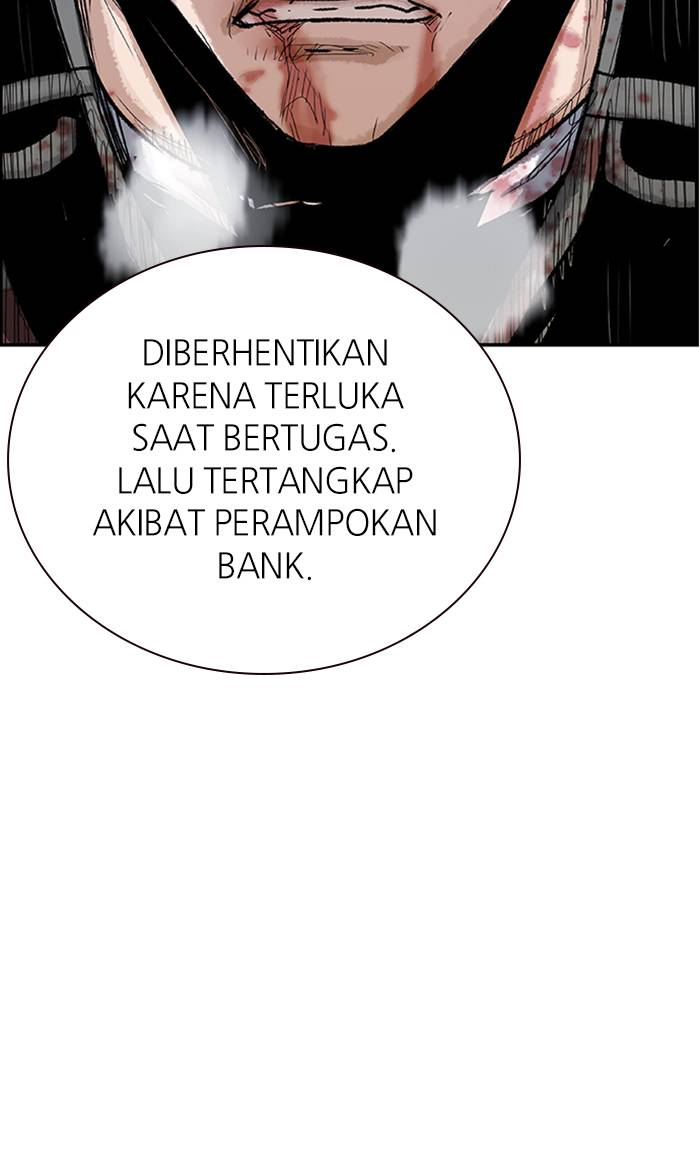 DIBERHENTIKAN
KARENA TERLUKA
SAAT BERTUGAS.
LALU TERTANGKAP
AKIBAT PERAMPOKAN
BANK.